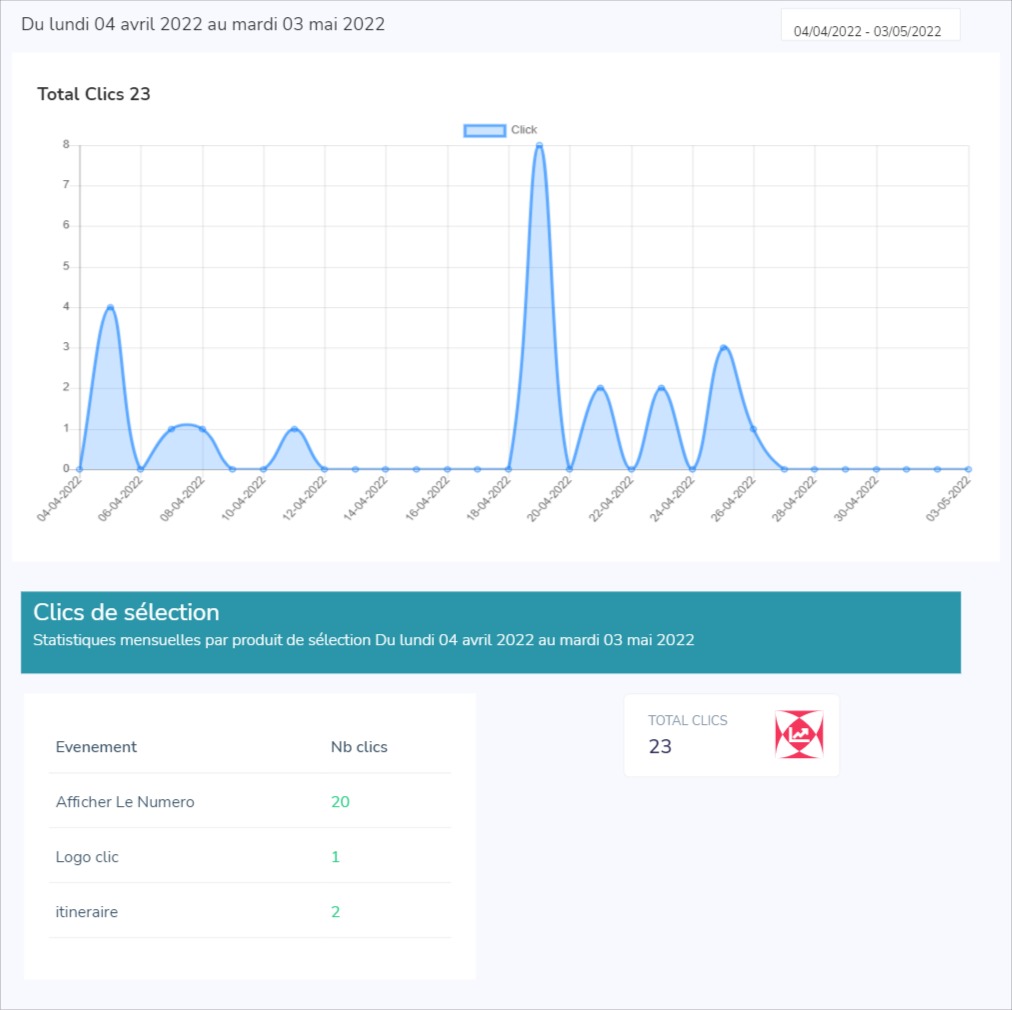 Du lundi 04 avril 2022 au mardi 03 mai 2022
04/04/2022 - 03/05/2022
Total Clics 23
Click
8
7
6
5
4
3
2
1
0
04-04-2022
06-04-2022
08-04-2022
10-04-2022
12-04-2022
14-04-2022
16-04-2022
18-04-2022
20-04-2022
22-04-2022
24-04-2022
26-04-2022
28-04-2022
30-04-2022
03-05-2022
Clics de sélection
Statistiques mensuelles par produit de sélection Du lundi 04 avril 2022 au mardi 03 mai 2022
Evenement Nb clics
Afficher Le Numero 20
Logo clic 1
itineraire 2
TOTAL CLICS
23